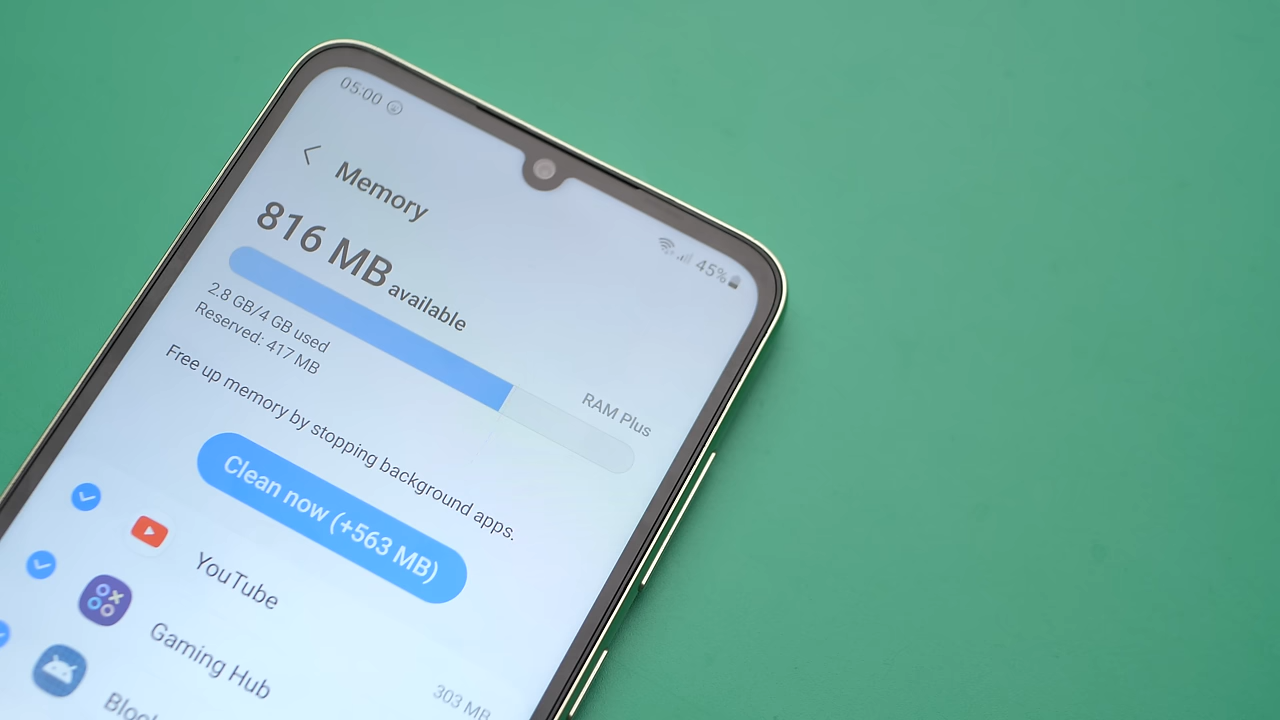 05:00
45%
Memory
816 MB available
2.8 GB/4 GB used
Reserved: 417 MB
RAM Plus
Free up memory by stopping background apps.
Clean now (+563 MB)
YouTube
Gaming Hub
303 MB